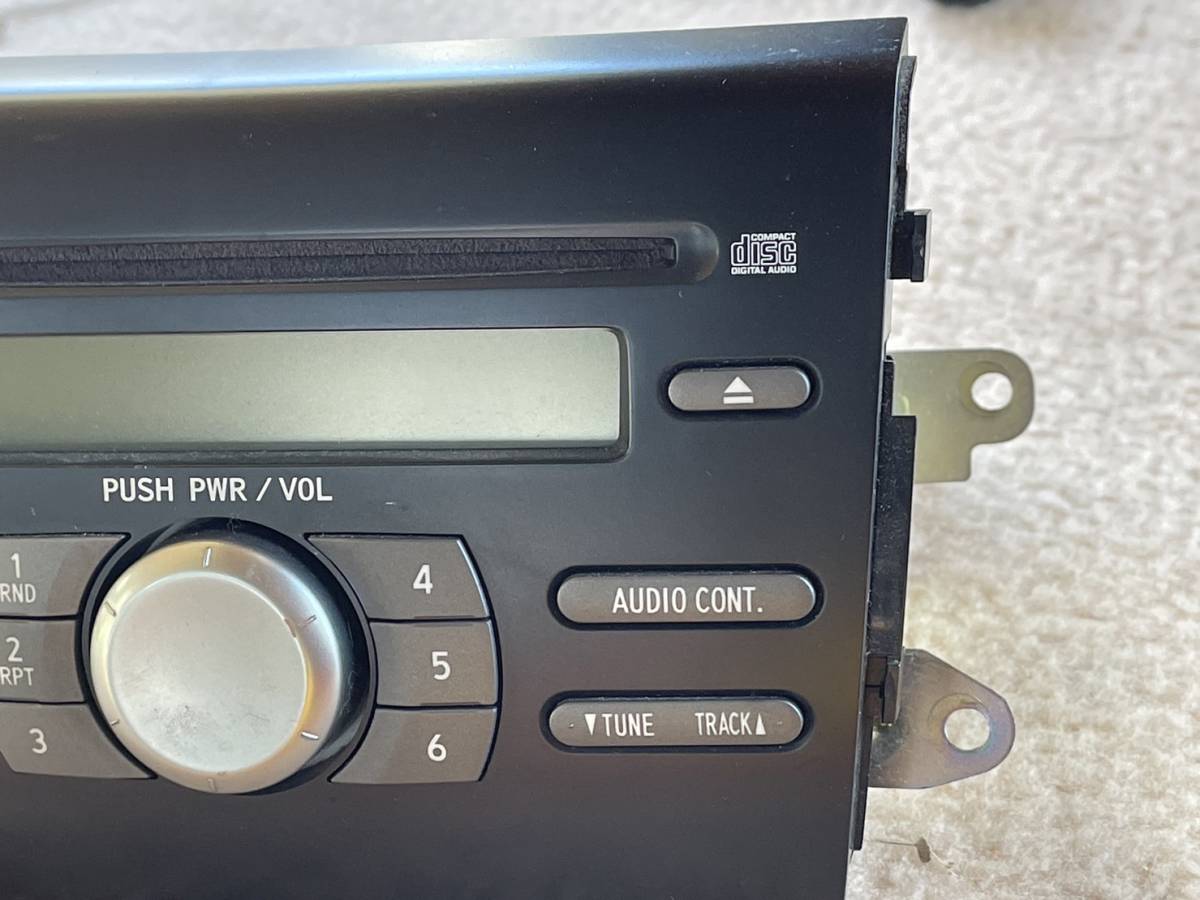 COMPACT
disc
DIGITAL AUDIO
PUSH PWR / VOL
1
RND
4
AUDIO CONT.
2
RPT
5
3
6
▼TUNE TRACK▲